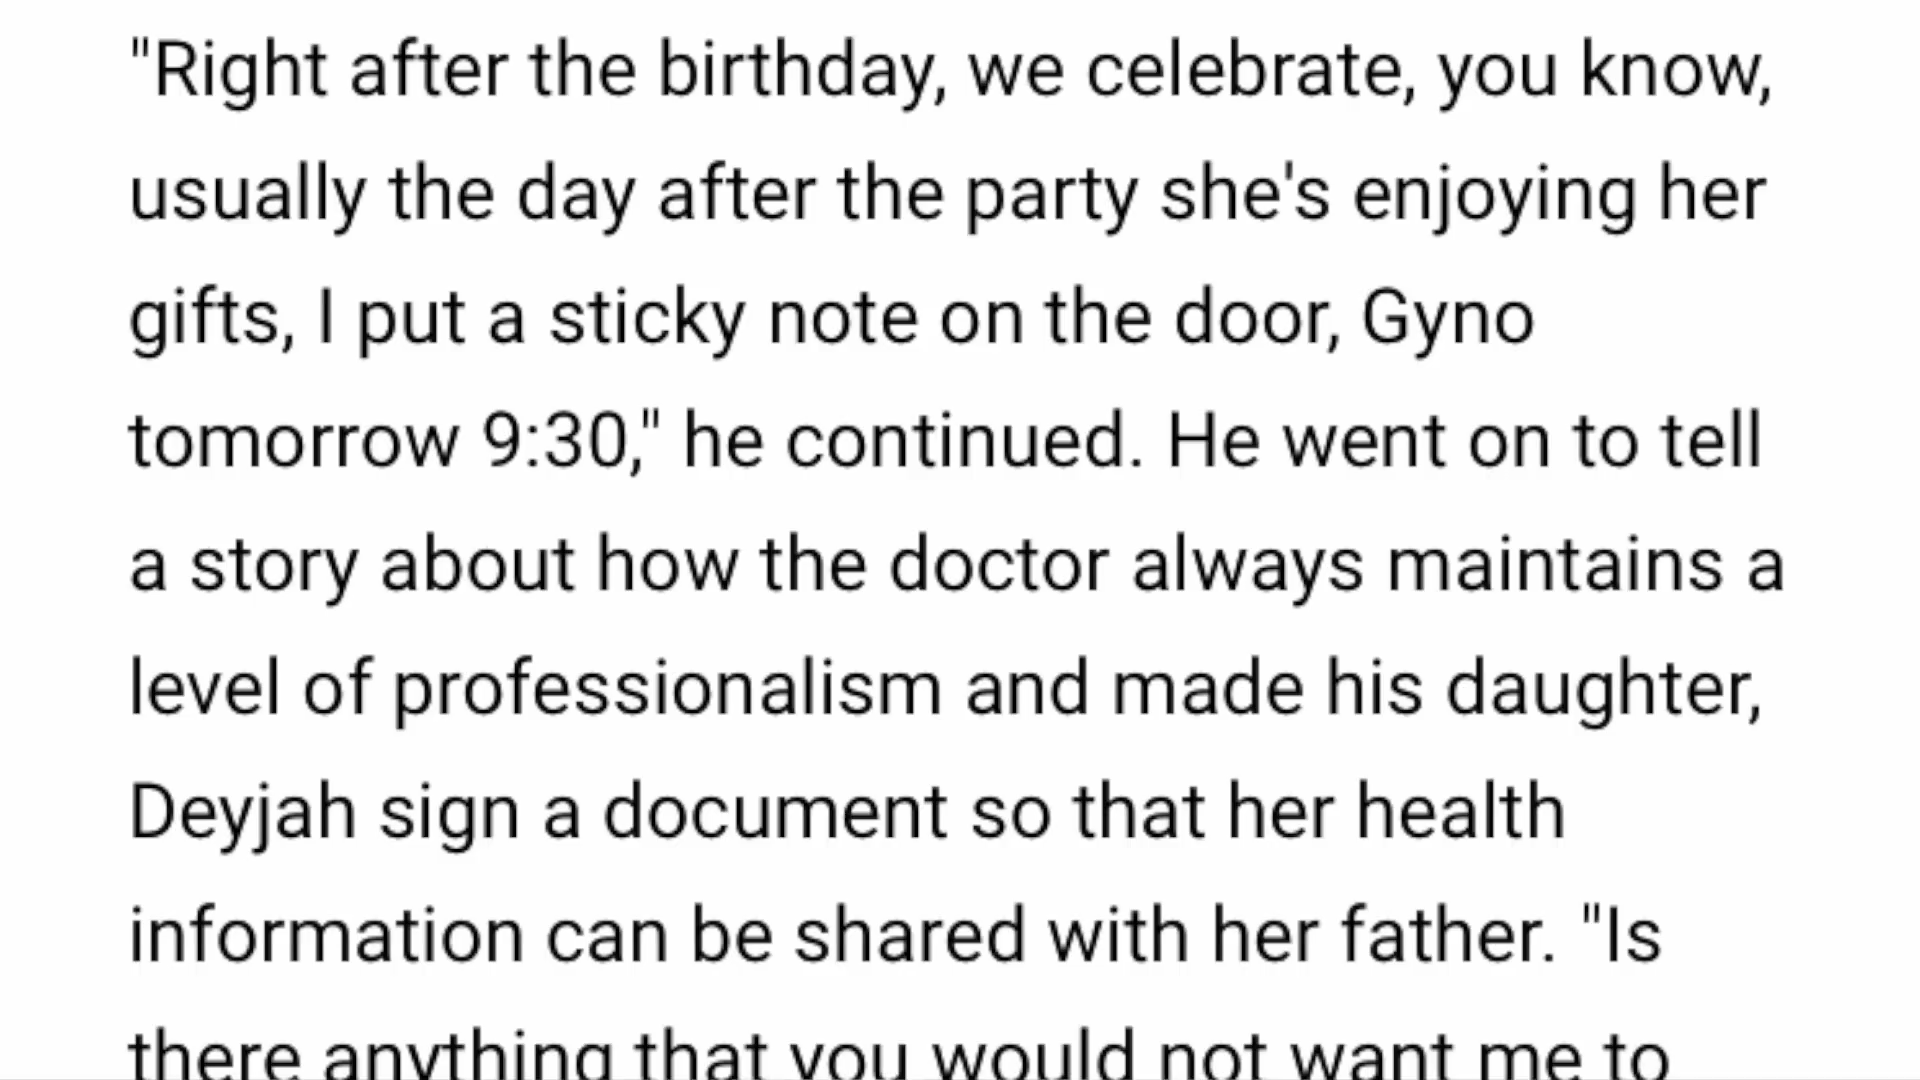 "Right after the birthday, we celebrate, you know,
usually the day after the party she's enjoying her
gifts, I put a sticky note on the door, Gyno
tomorrow 9:30," he continued. He went on to tell
a story about how the doctor always maintains a
level of professionalism and made his daughter,
Deyjah sign a document so that her health
information can be shared with her father. "Is
there anything that you would not want me to